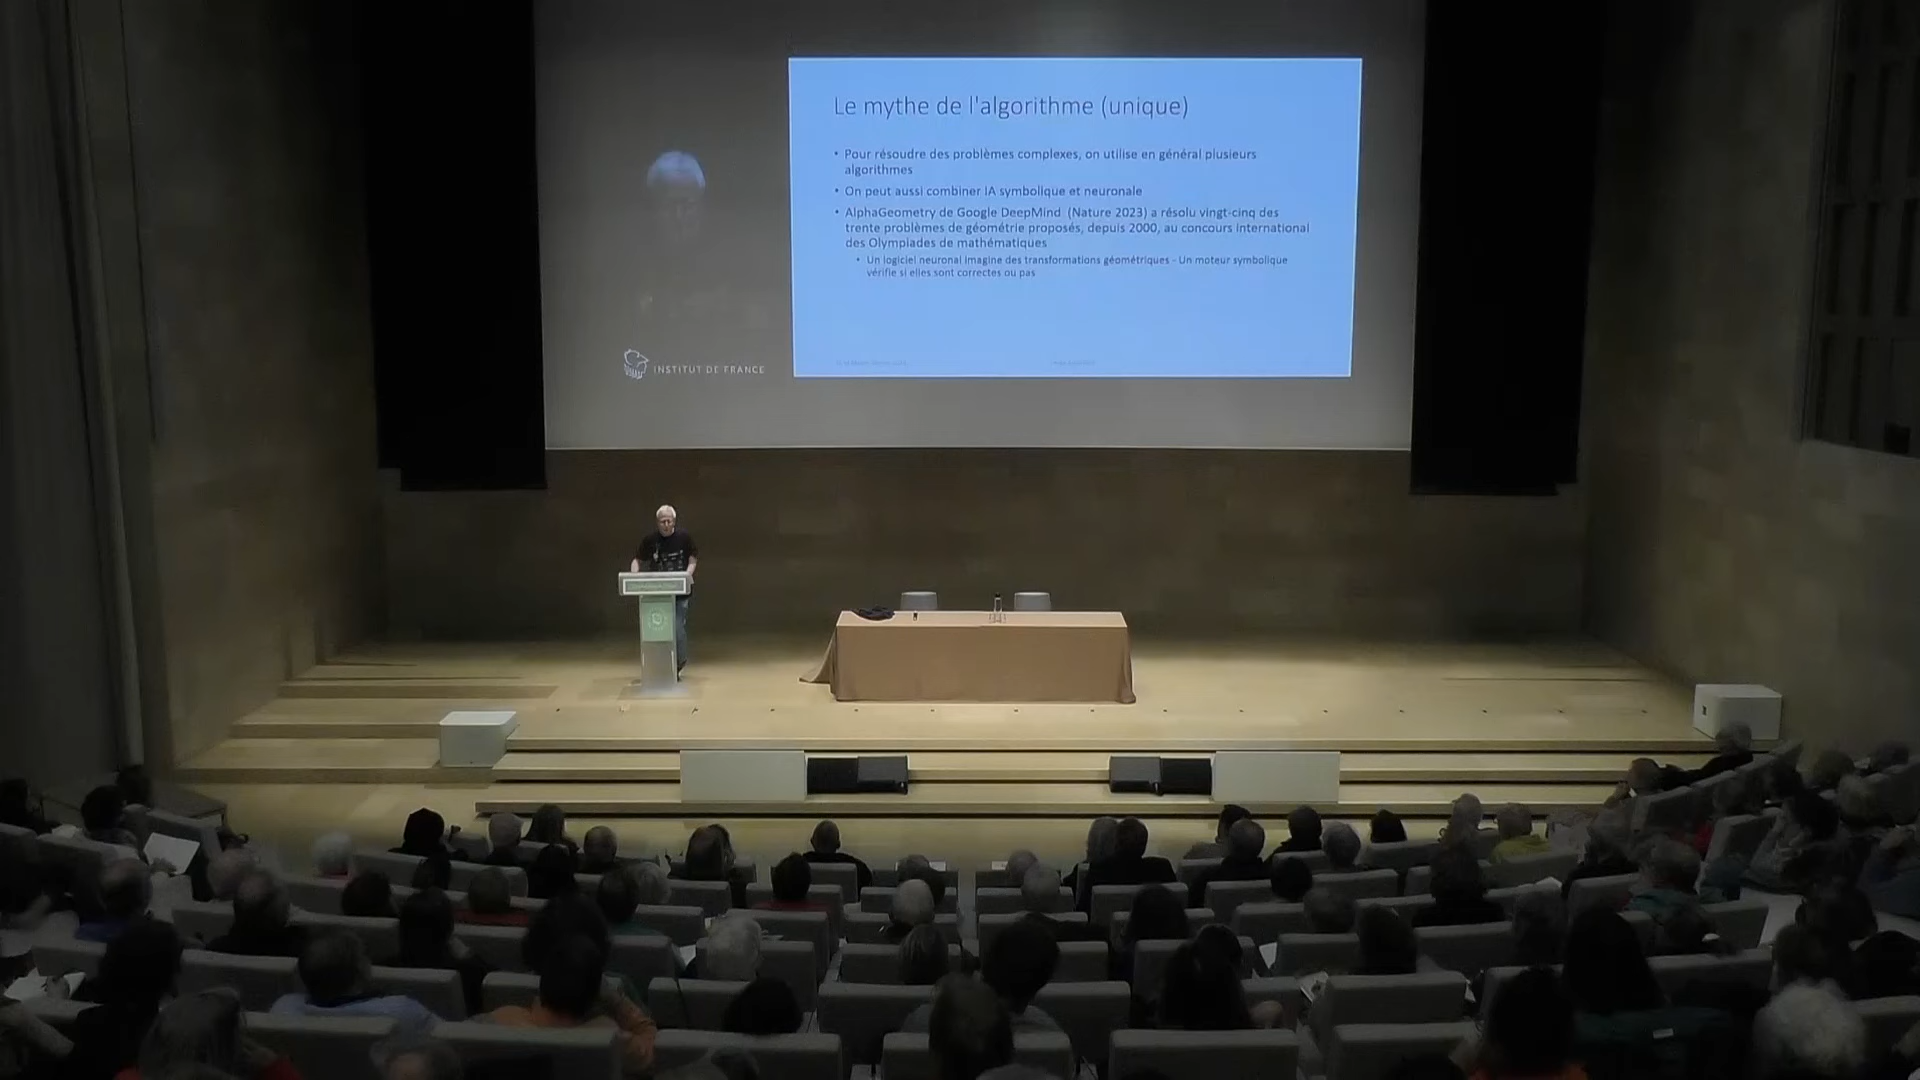 Le mythe de l'algorithme (unique)
• Pour résoudre des problèmes complexes, on utilise en général plusieurs
algorithmes
• On peut aussi combiner IA symbolique et neuronale
• AlphaGeometry de Google DeepMind (Nature 2023) a résolu vingt-cinq des
trente problèmes de géométrie proposés, depuis 2000, au concours international
des Olympiades de mathématiques
• Un logiciel neuronal imagine des transformations géométriques - Un moteur symbolique
vérifie si elles sont correctes ou pas
INSTITUT DE FRANCE